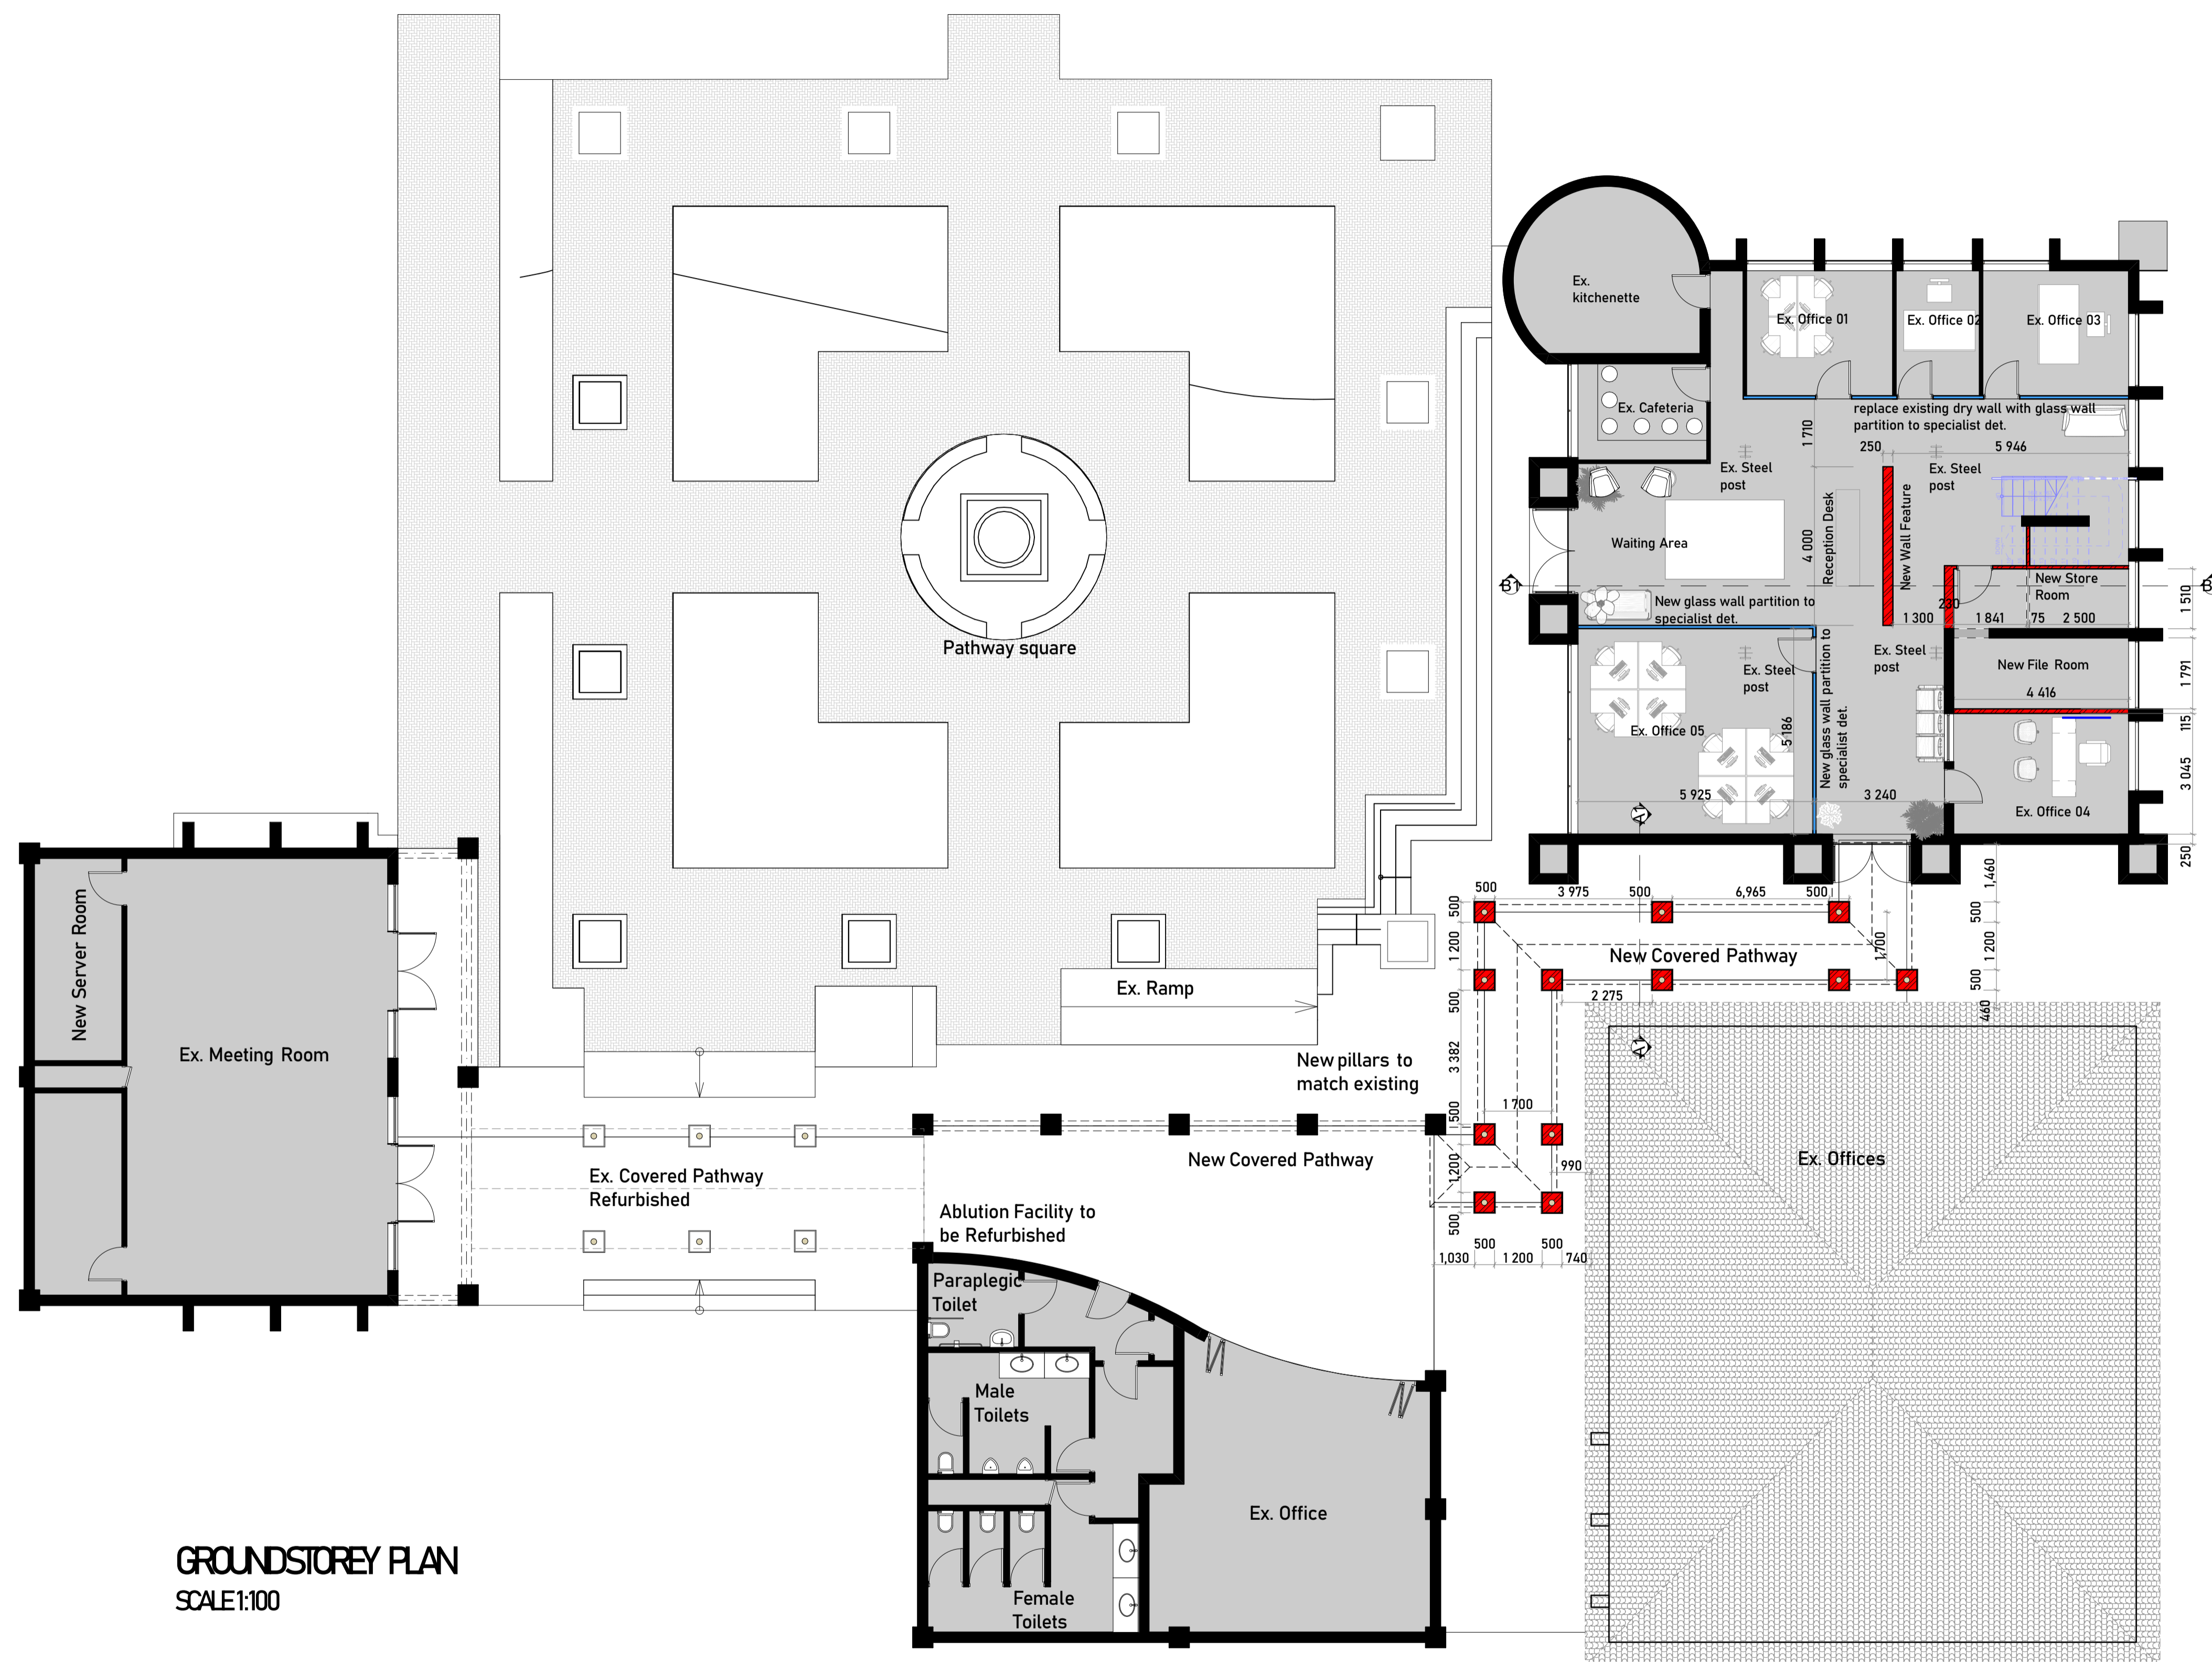 Ex.
kitchenette
Ex. Office 01
Ex. Office 02
Ex. Office 03
Ex. Cafeteria
replace existing dry wall with glass wall
partition to specialist det.
1 710
250
5 946
Ex. Steel
post
Ex. Steel
post
Waiting Area
4 000
Reception Desk
New Wall Feature
B1
New Store
Room
New glass wall partition to
specialist det.
230
1 300
1 841
75
2 500
1 510
Pathway square
Ex. Steel
post
Ex. Steel
post
New File Room
4 416
1 791
Ex. Office 05
5 186
New glass wall partition to
specialist det.
115
3 045
5 925
3 240
Ex. Office 04
A1
250
1,460
500
3 975
500
6,965
500
500
500
New Covered Pathway
1,700
1 200
1 200
Ex. Ramp
2 275
500
500
460
New Server Room
Ex. Meeting Room
A1
New pillars to
match existing
3 382
1 700
500
Ex. Covered Pathway
Refurbished
New Covered Pathway
1,200
990
Ex. Offices
Ablution Facility to
be Refurbished
500
500
500
1,030
1 200
740
Paraplegic
Toilet
Male
Toilets
Ex. Office
Female
Toilets
GROUNDSTOREY PLAN
SCALE 1:100